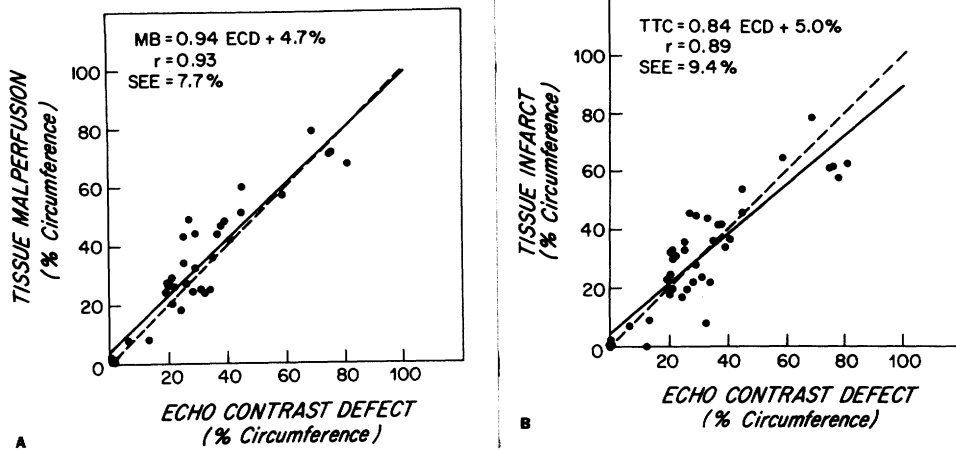 MB = 0.94 ECD + 4.7%
r = 0.93
SEE = 7.7%
TISSUE MALPERFUSION
(% Circumference)
100
80
60
40
20
0
0
20
40
60
80
100
ECHO CONTRAST DEFECT
(% Circumference)
A
TTC = 0.84 ECD + 5.0%
r = 0.89
SEE = 9.4%
TISSUE INFARCT
(% Circumference)
100
80
60
40
20
0
0
20
40
60
80
100
ECHO CONTRAST DEFECT
(% Circumference)
B